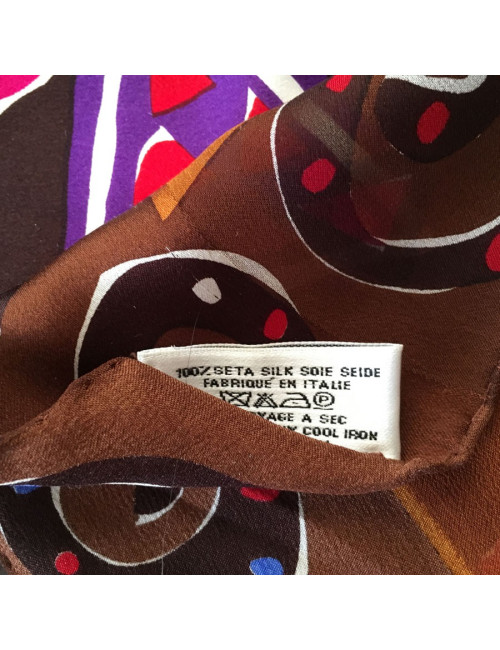 100% SETA SILK SOIE SEIDE
FABRIQUÉ EN ITALIE
P
A SEC
COOL IRON